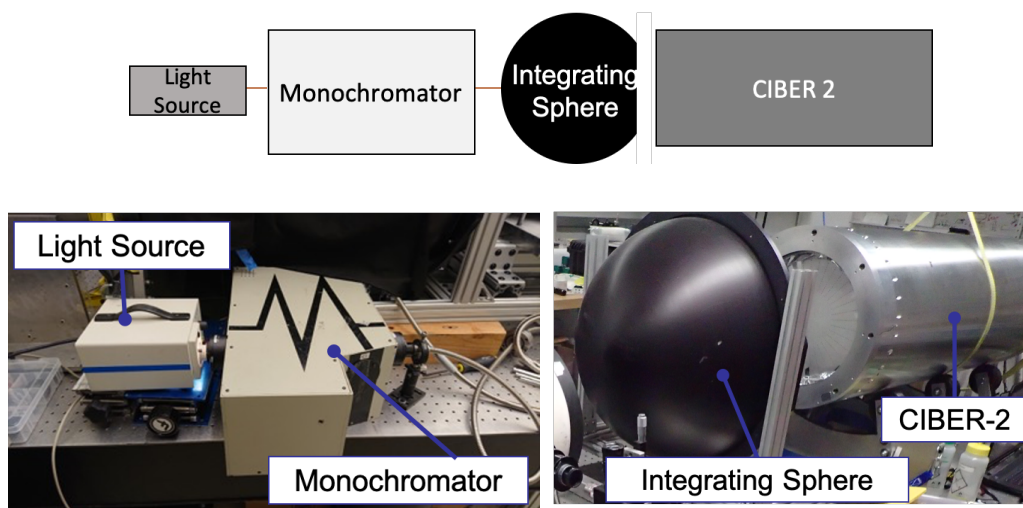 Light
Source
Monochromator
Integrating
Sphere
CIBER 2
Light Source
Monochromator
CIBER-2
Integrating Sphere